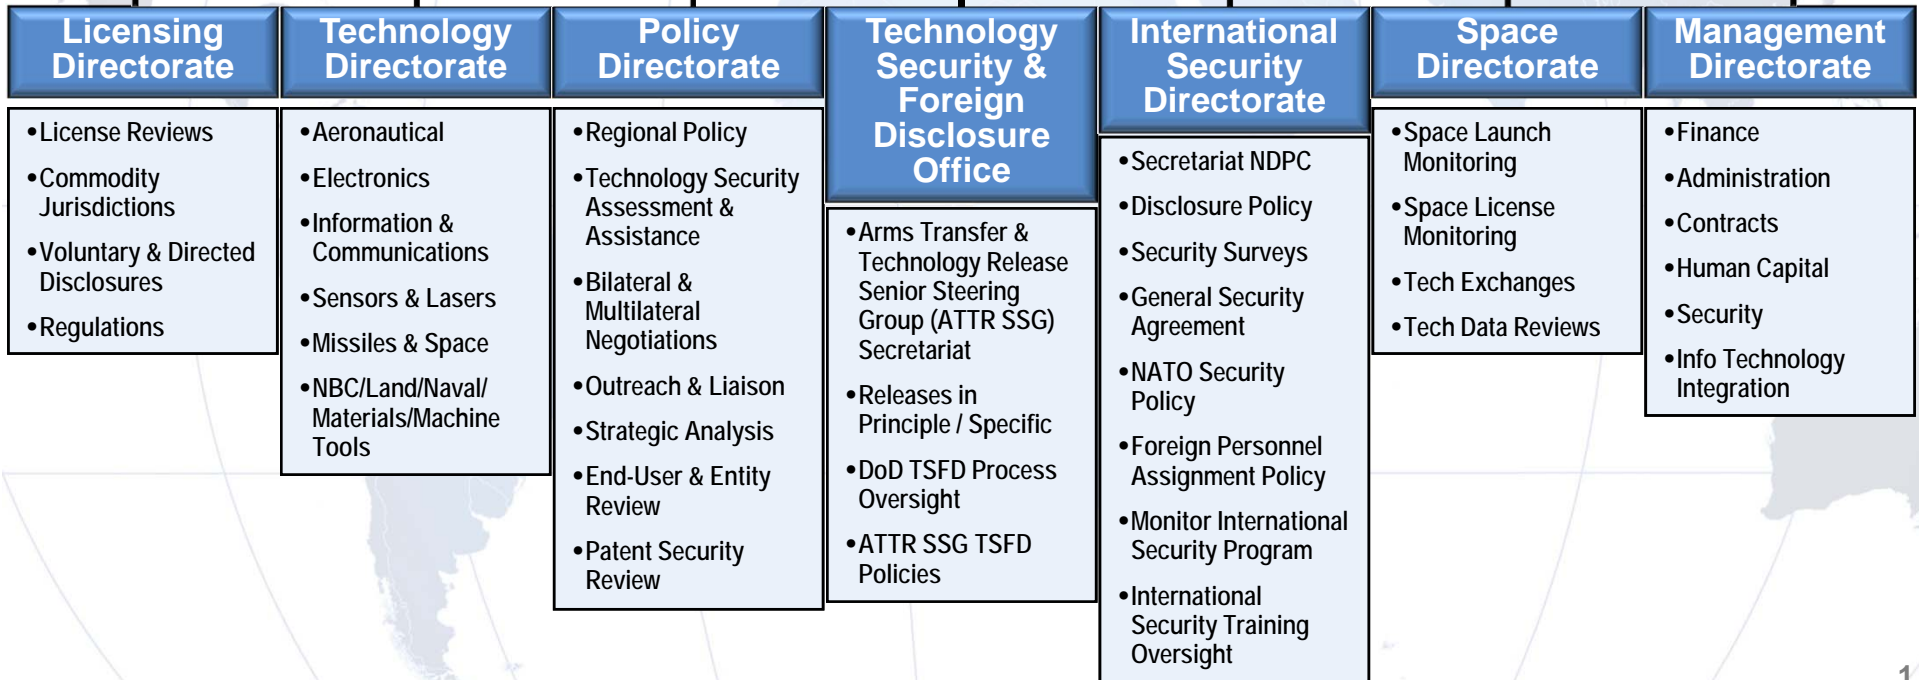 Licensing
Directorate
•License Reviews
•Commodity
Jurisdictions
•Voluntary & Directed
Disclosures
•Regulations
Technology
Directorate
•Aeronautical
•Electronics
•Information &
Communications
•Sensors & Lasers
•Missiles & Space
•NBC/Land/Naval/
Materials/Machine
Tools
Policy
Directorate
•Regional Policy
•Technology Security
Assessment &
Assistance
•Bilateral &
Multilateral
Negotiations
•Outreach & Liaison
•Strategic Analysis
•End-User & Entity
Review
•Patent Security
Review
Technology
Security &
Foreign
Disclosure
Office
•Arms Transfer &
Technology Release
Senior Steering
Group (ATTR SSG)
Secretariat
•Releases in
Principle / Specific
•DoD TSFD Process
Oversight
•ATTR SSG TSFD
Policies
International
Security
Directorate
•Secretariat NDPC
•Disclosure Policy
•Security Surveys
•General Security
Agreement
•NATO Security
Policy
•Foreign Personnel
Assignment Policy
•Monitor International
Security Program
•International
Security Training
Oversight
Space
Directorate
•Space Launch
Monitoring
•Space License
Monitoring
•Tech Exchanges
•Tech Data Reviews
Management
Directorate
•Finance
•Administration
•Contracts
•Human Capital
•Security
•Info Technology
Integration
1